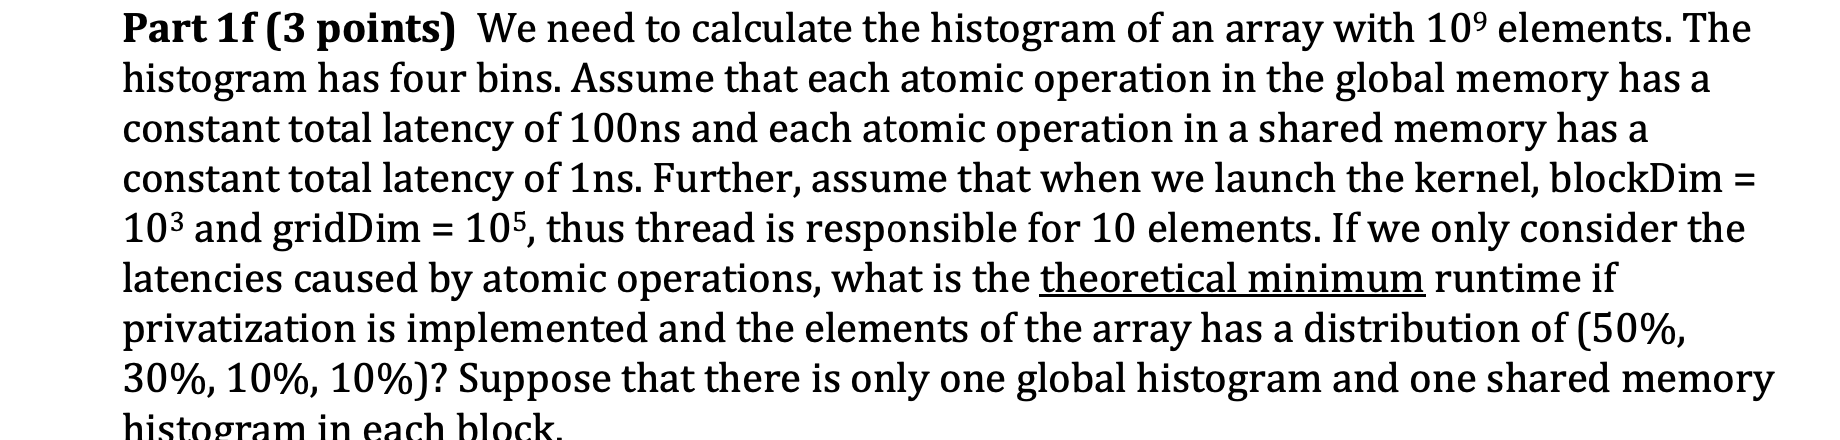 Part 1f (3 points)  We need to calculate the histogram of an array with 10⁹ elements. The
histogram has four bins. Assume that each atomic operation in the global memory has a
constant total latency of 100ns and each atomic operation in a shared memory has a
constant total latency of 1ns. Further, assume that when we launch the kernel, blockDim =
10³ and gridDim = 10⁵, thus thread is responsible for 10 elements. If we only consider the
latencies caused by atomic operations, what is the theoretical minimum runtime if
privatization is implemented and the elements of the array has a distribution of (50%,
30%, 10%, 10%)? Suppose that there is only one global histogram and one shared memory
histogram in each block.